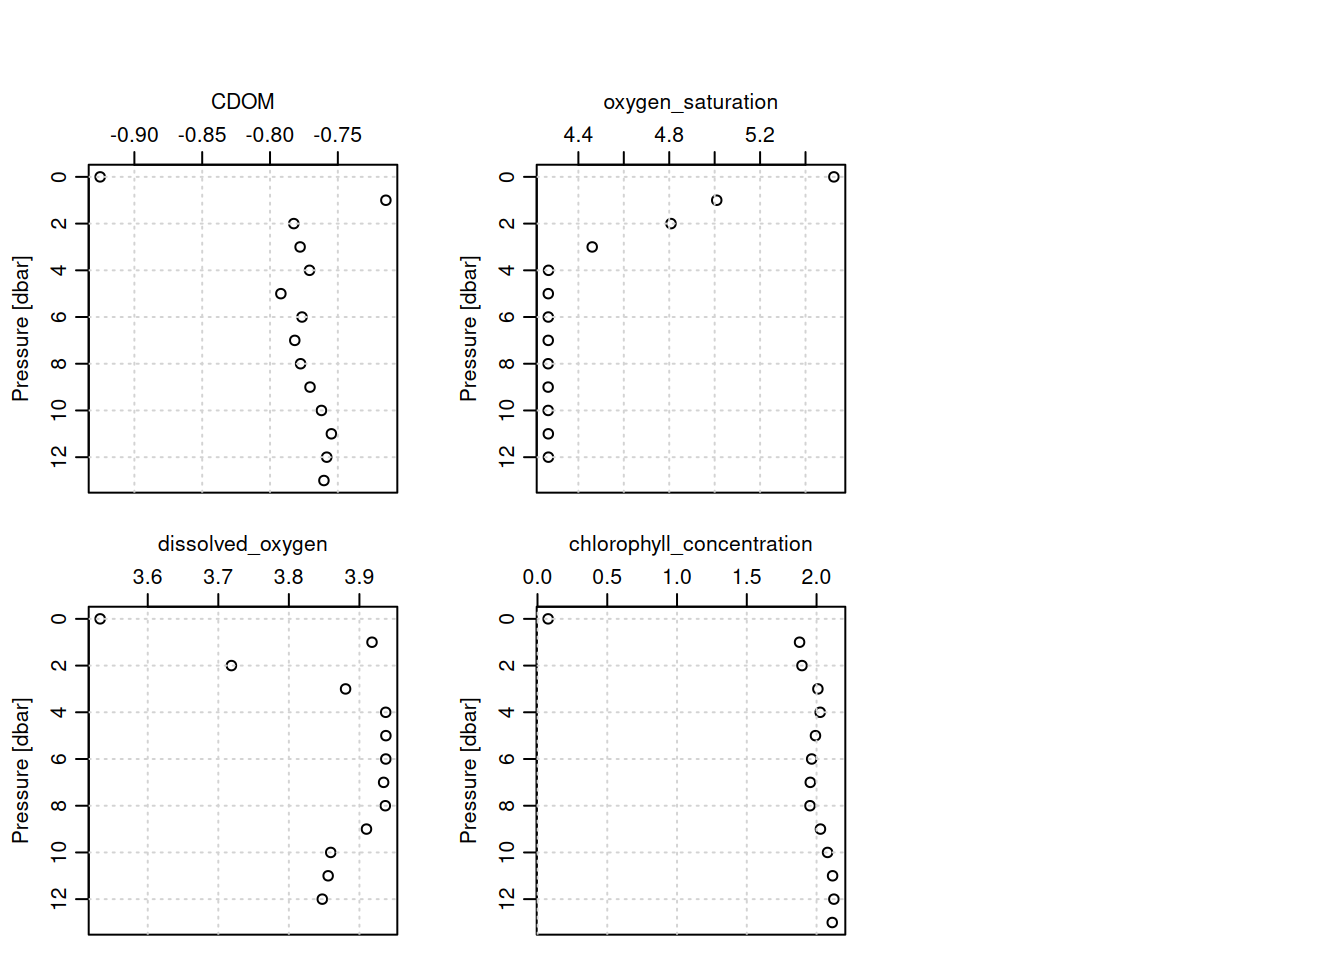 CDOM
-0.90 -0.85 -0.80 -0.75
Pressure [dbar]
0
2
4
6
8
10
12
oxygen_saturation
4.4 4.8 5.2
Pressure [dbar]
0
2
4
6
8
10
12
dissolved_oxygen
3.6 3.7 3.8 3.9
Pressure [dbar]
0
2
4
6
8
10
12
chlorophyll_concentration
0.0 0.5 1.0 1.5 2.0
Pressure [dbar]
0
2
4
6
8
10
12